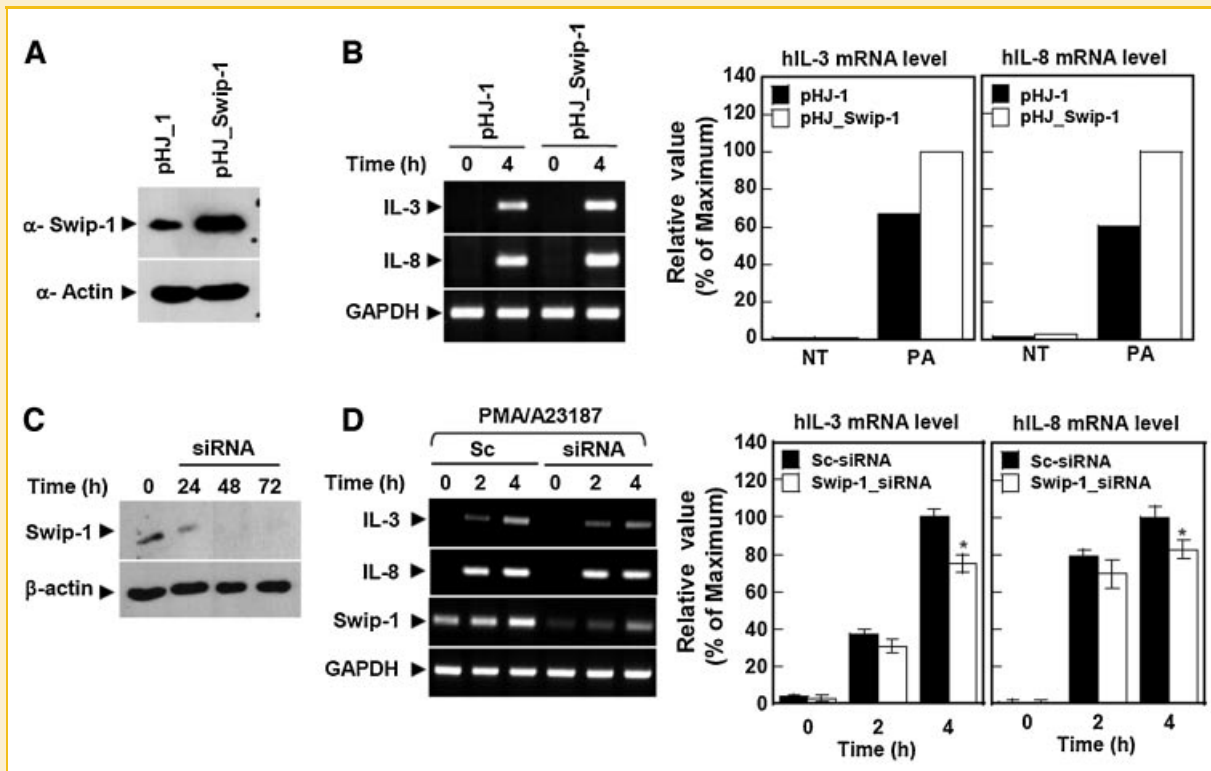 A
pHJ_1
pHJ_Swip-1
α- Swip-1
α- Actin
B
pHJ-1
pHJ_Swip-1
Time (h) 0 4 0 4
IL-3
IL-8
GAPDH
hIL-3 mRNA level
hIL-8 mRNA level
Relative value
(% of Maximum)
140
120
100
80
60
40
20
0
pHJ-1
pHJ_Swip-1
pHJ-1
pHJ_Swip-1
NT PA
NT PA
C
siRNA
Time (h) 0 24 48 72
Swip-1
β-actin
D
PMA/A23187
Sc siRNA
Time (h) 0 2 4 0 2 4
IL-3
IL-8
Swip-1
GAPDH
hIL-3 mRNA level
hIL-8 mRNA level
Relative value
(% of Maximum)
140
120
100
80
60
40
20
0
Sc-siRNA
Swip-1_siRNA
*
Sc-siRNA
Swip-1_siRNA
*
0 2 4
Time (h)
0 2 4
Time (h)